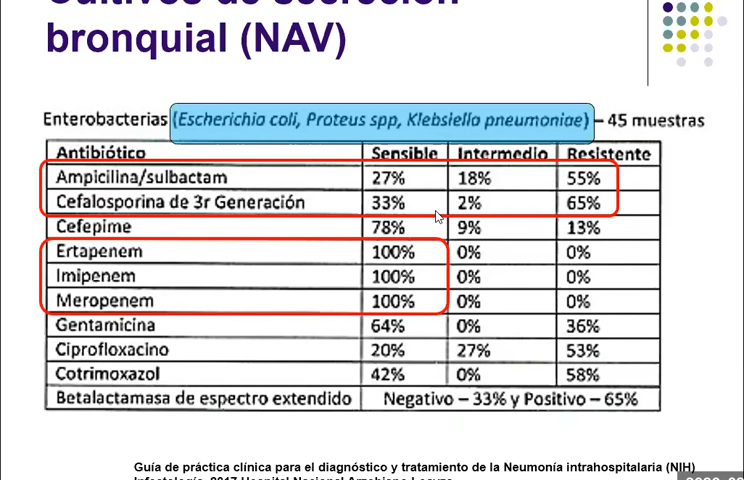 bronquial (NAV)
Enterobacterias (Escherichia coli, Proteus spp, Klebsiella pneumoniae) – 45 muestras
Antibiótico Sensible Intermedio Resistente
Ampicilina/sulbactam 27% 18% 55%
Cefalosporina de 3r Generación 33% 2% 65%
Cefepime 78% 9% 13%
Ertapenem 100% 0% 0%
Imipenem 100% 0% 0%
Meropenem 100% 0% 0%
Gentamicina 64% 0% 36%
Ciprofloxacino 20% 27% 53%
Cotrimoxazol 42% 0% 58%
Betalactamasa de espectro extendido Negativo – 33% y Positivo – 65%
Guía de práctica clínica para el diagnóstico y tratamiento de la Neumonía intrahospitalaria (NIH)